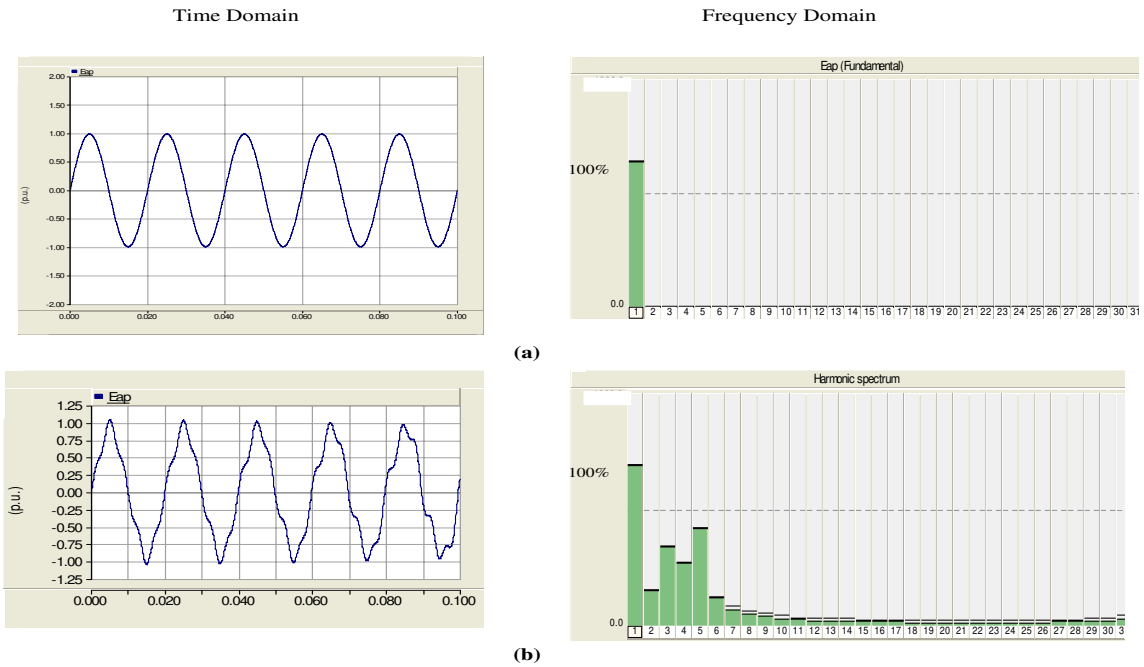 Time Domain
Frequency Domain
Eap
2.00
1.50
1.00
0.50
0.00
-0.50
-1.00
-1.50
-2.00
(p.u.)
0.000 0.020 0.040 0.060 0.080 0.100
Eap (Fundamental)
100%
0.0
1 2 3 4 5 6 7 8 9 10 11 12 13 14 15 16 17 18 19 20 21 22 23 24 25 26 27 28 29 30 31
(a)
Eap
1.25
1.00
0.75
0.50
0.25
0.00
-0.25
-0.50
-0.75
-1.00
-1.25
(p.u.)
0.000 0.020 0.040 0.060 0.080 0.100
Harmonic spectrum
100%
0.0
1 2 3 4 5 6 7 8 9 10 11 12 13 14 15 16 17 18 19 20 21 22 23 24 25 26 27 28 29 30 3
(b)